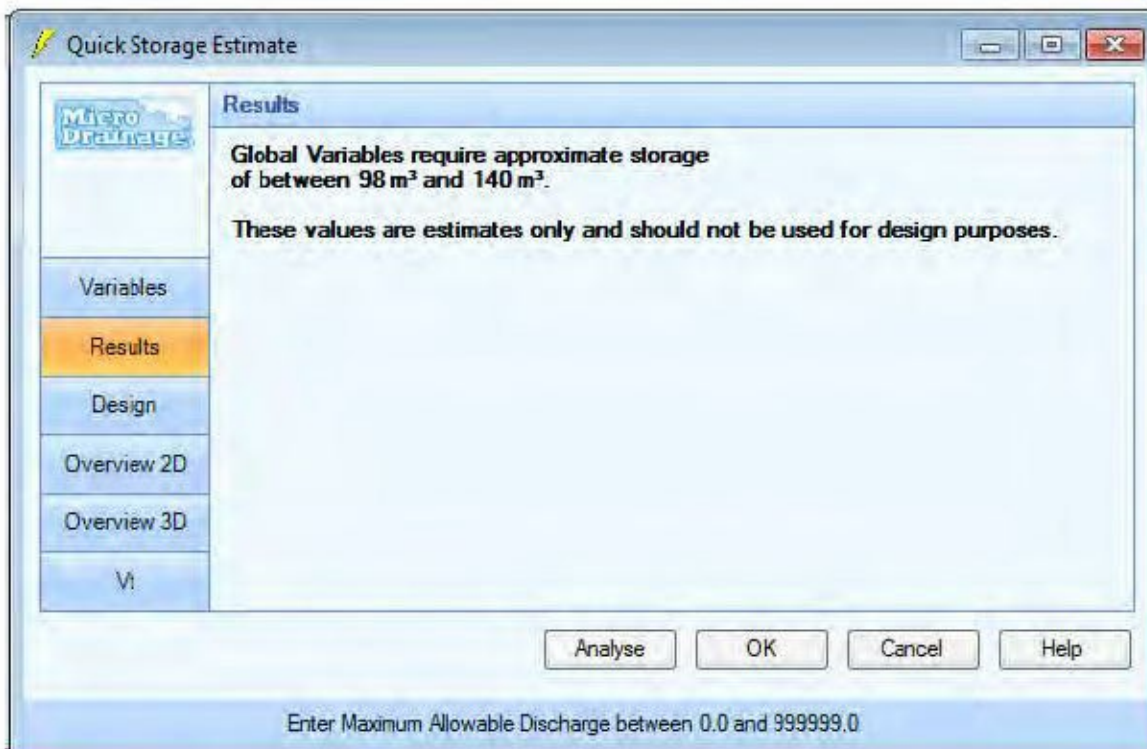 Quick Storage Estimate
Micro
Drainage
Results
Global Variables require approximate storage
of between 98 m³ and 140 m³.
These values are estimates only and should not be used for design purposes.
Variables
Results
Design
Overview 2D
Overview 3D
Vt
Analyse
OK
Cancel
Help
Enter Maximum Allowable Discharge between 0.0 and 999999.0